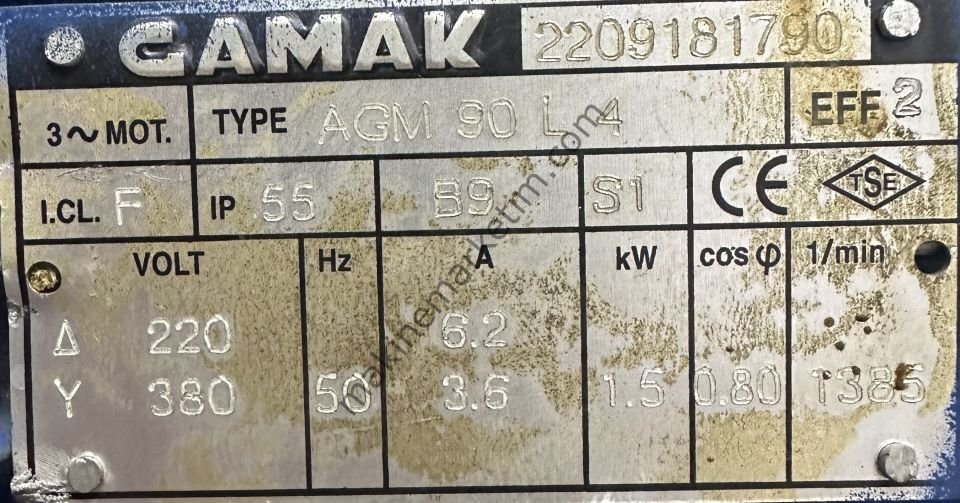 GAMAK 2209181790
3~MOT. TYPE AGM 90 L 4 EFF 2
I.CL. F IP 55 B9 S1 CE TSE
VOLT Hz A kW cosφ 1/min
Δ 220 6.2
Y 380 50 3.6 1.5 0.80 1385
makinemarketim.com